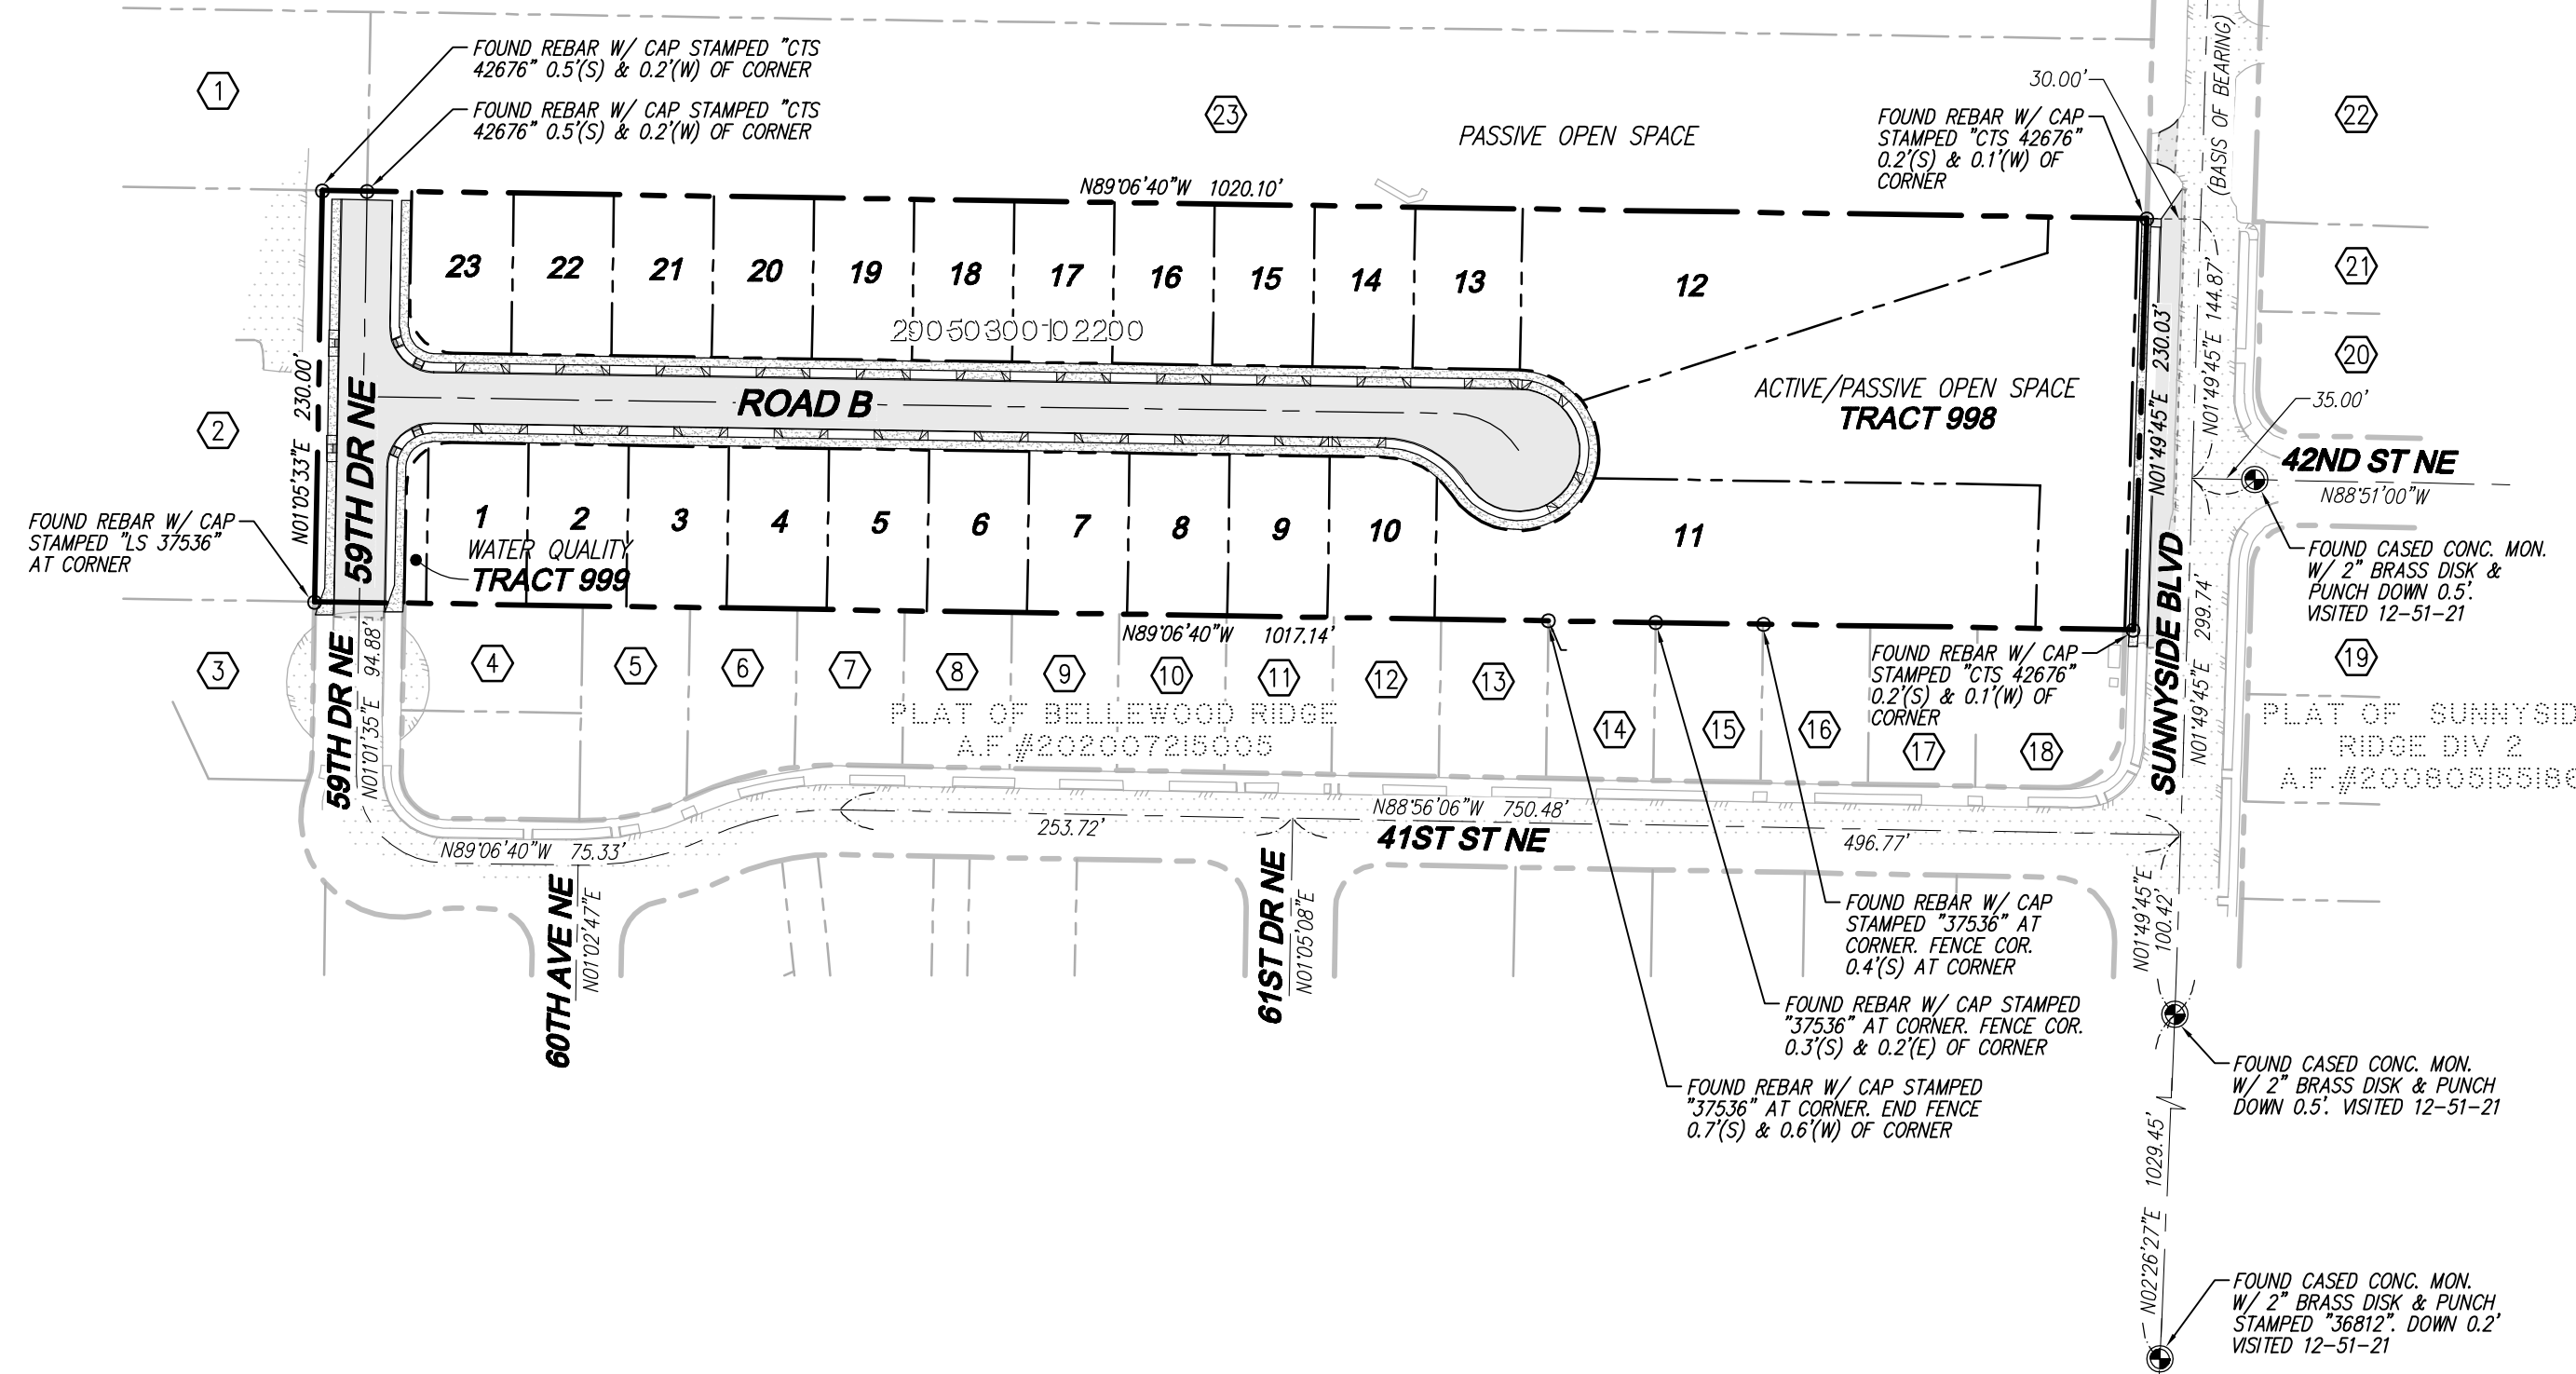 FOUND REBAR W/ CAP STAMPED "CTS
42676" 0.5'(S) & 0.2'(W) OF CORNER
FOUND REBAR W/ CAP STAMPED "CTS
42676" 0.5'(S) & 0.2'(W) OF CORNER
1
23
PASSIVE OPEN SPACE
30.00'
FOUND REBAR W/ CAP
STAMPED "CTS 42676"
0.2'(S) & 0.1'(W) OF
CORNER
(BASIS OF BEARING)
22
N89°06'40"W 1020.10'
23
22
21
20
19
18
17
16
15
14
13
12
21
20
29050300102200
N01°49'45"E 144.87'
N01°49'45"E 230.03'
35.00'
2
N01°05'33"E 230.00'
59TH DR NE
ROAD B
ACTIVE/PASSIVE OPEN SPACE
TRACT 998
42ND ST NE
N88°51'00"W
FOUND REBAR W/ CAP
STAMPED "LS 37536"
AT CORNER
1
2
3
4
5
6
7
8
9
10
11
WATER QUALITY
TRACT 999
FOUND CASED CONC. MON.
W/ 2" BRASS DISK &
PUNCH DOWN 0.5'.
VISITED 12-51-21
SUNNYSIDE BLVD
N01°49'45"E 299.74'
N89°06'40"W 1017.14'
FOUND REBAR W/ CAP
STAMPED "CTS 42676"
0.2'(S) & 0.1'(W) OF
CORNER
3
59TH DR NE
N01°01'35"E 94.88'
4
5
6
7
8
9
10
11
12
13
14
15
16
17
18
19
PLAT OF BELLEWOOD RIDGE
A.F.#202007215005
PLAT OF SUNNYSID
RIDGE DIV 2
A.F.#200805155186
N88°56'06"W 750.48'
253.72'
41ST ST NE
496.77'
N89°06'40"W 75.33'
60TH AVE NE
N01°02'47"E
61ST DR NE
N01°05'08"E
N01°49'45"E
100.42'
FOUND REBAR W/ CAP
STAMPED "37536" AT
CORNER. FENCE COR.
0.4'(S) AT CORNER
FOUND REBAR W/ CAP STAMPED
"37536" AT CORNER. FENCE COR.
0.3'(S) & 0.2'(E) OF CORNER
FOUND REBAR W/ CAP STAMPED
"37536" AT CORNER. END FENCE
0.7'(S) & 0.6'(W) OF CORNER
FOUND CASED CONC. MON.
W/ 2" BRASS DISK & PUNCH
DOWN 0.5'. VISITED 12-51-21
N02°26'27"E 1029.45'
FOUND CASED CONC. MON.
W/ 2" BRASS DISK & PUNCH
STAMPED "36812". DOWN 0.2'
VISITED 12-51-21